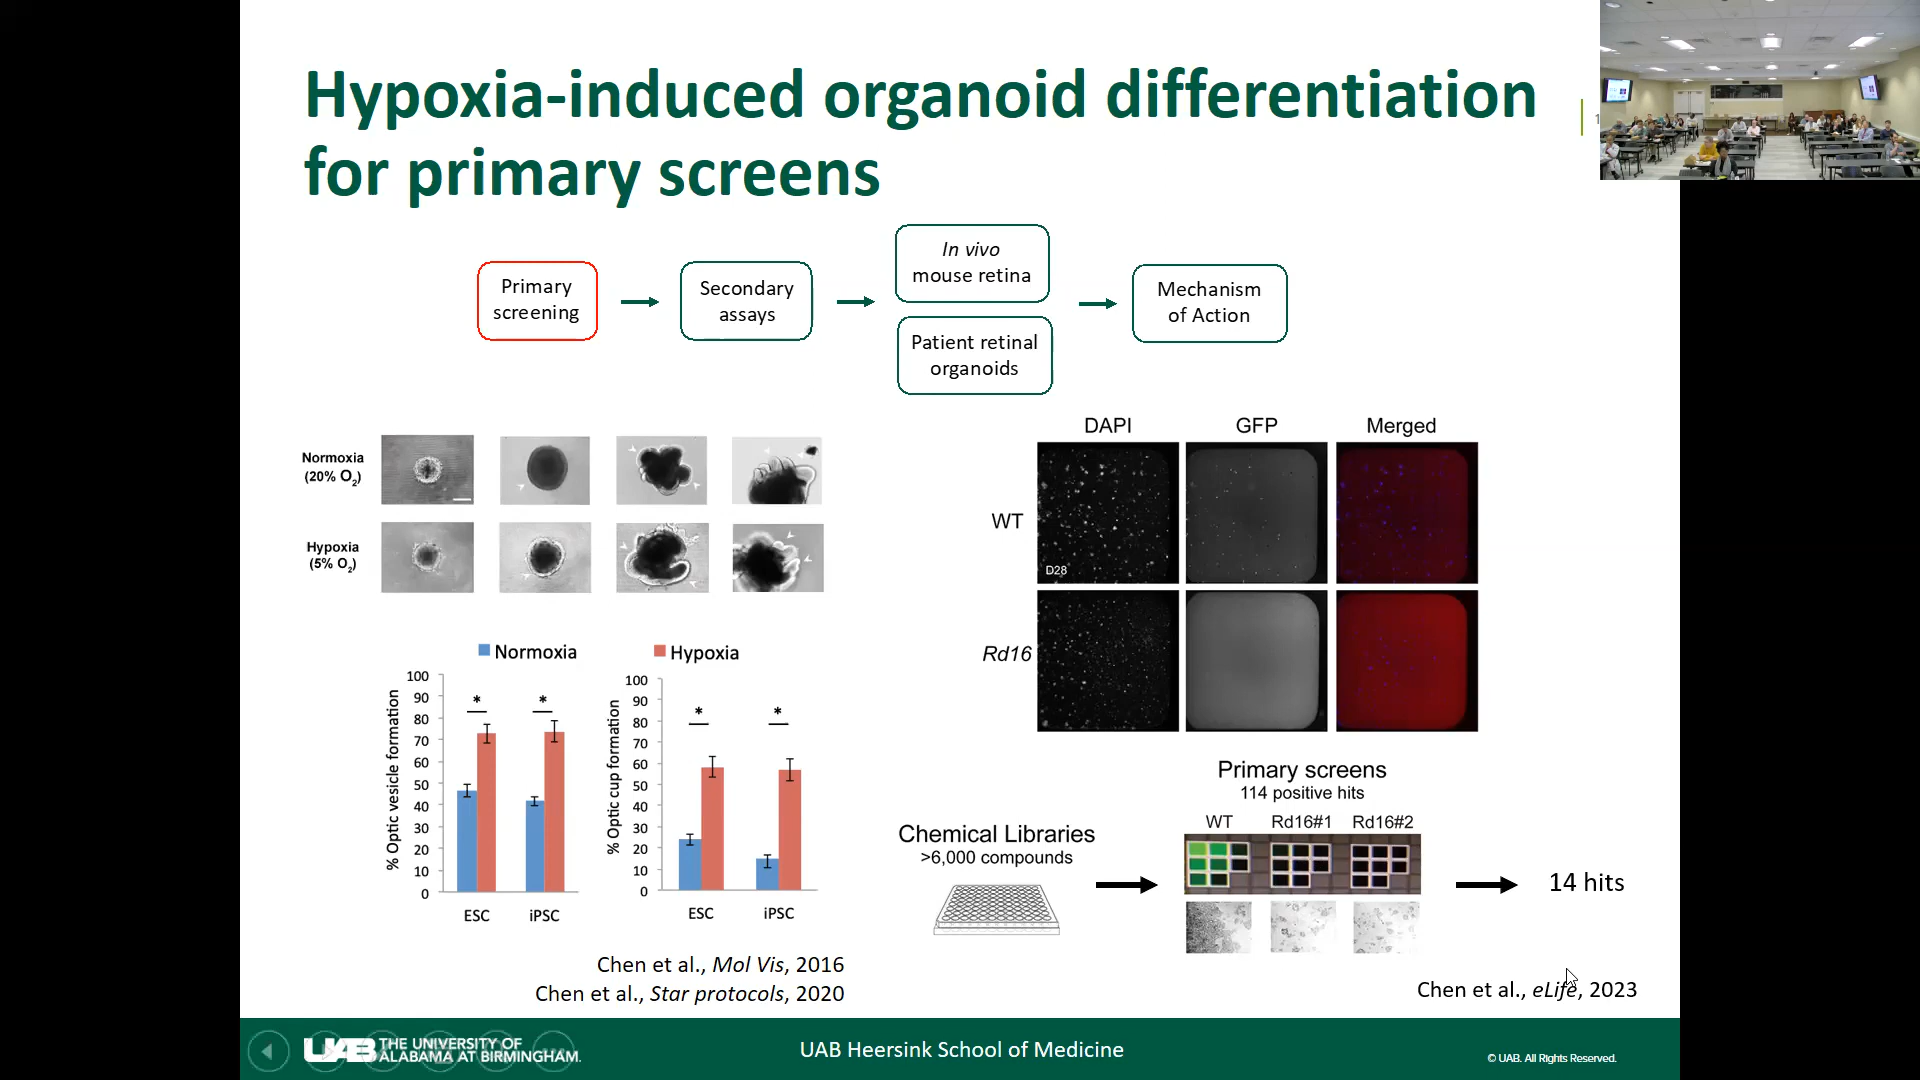 Hypoxia-induced organoid differentiation
for primary screens
1
Primary
screening
Secondary
assays
In vivo
mouse retina
Patient retinal
organoids
Mechanism
of Action
Normoxia
(20% O2)
Hypoxia
(5% O2)
Normoxia
Hypoxia
% Optic vesicle formation
100
90
80
70
60
50
40
30
20
10
0
ESC
iPSC
% Optic cup formation
100
90
80
70
60
50
40
30
20
10
0
ESC
iPSC
* *
* *
Chen et al., Mol Vis, 2016
Chen et al., Star protocols, 2020
DAPI GFP Merged
WT
D28
Rd16
Primary screens
114 positive hits
WT Rd16#1 Rd16#2
Chemical Libraries
>6,000 compounds
14 hits
Chen et al., eLife, 2023
UAB THE UNIVERSITY OF
ALABAMA AT BIRMINGHAM.
UAB Heersink School of Medicine
© UAB. All Rights Reserved.